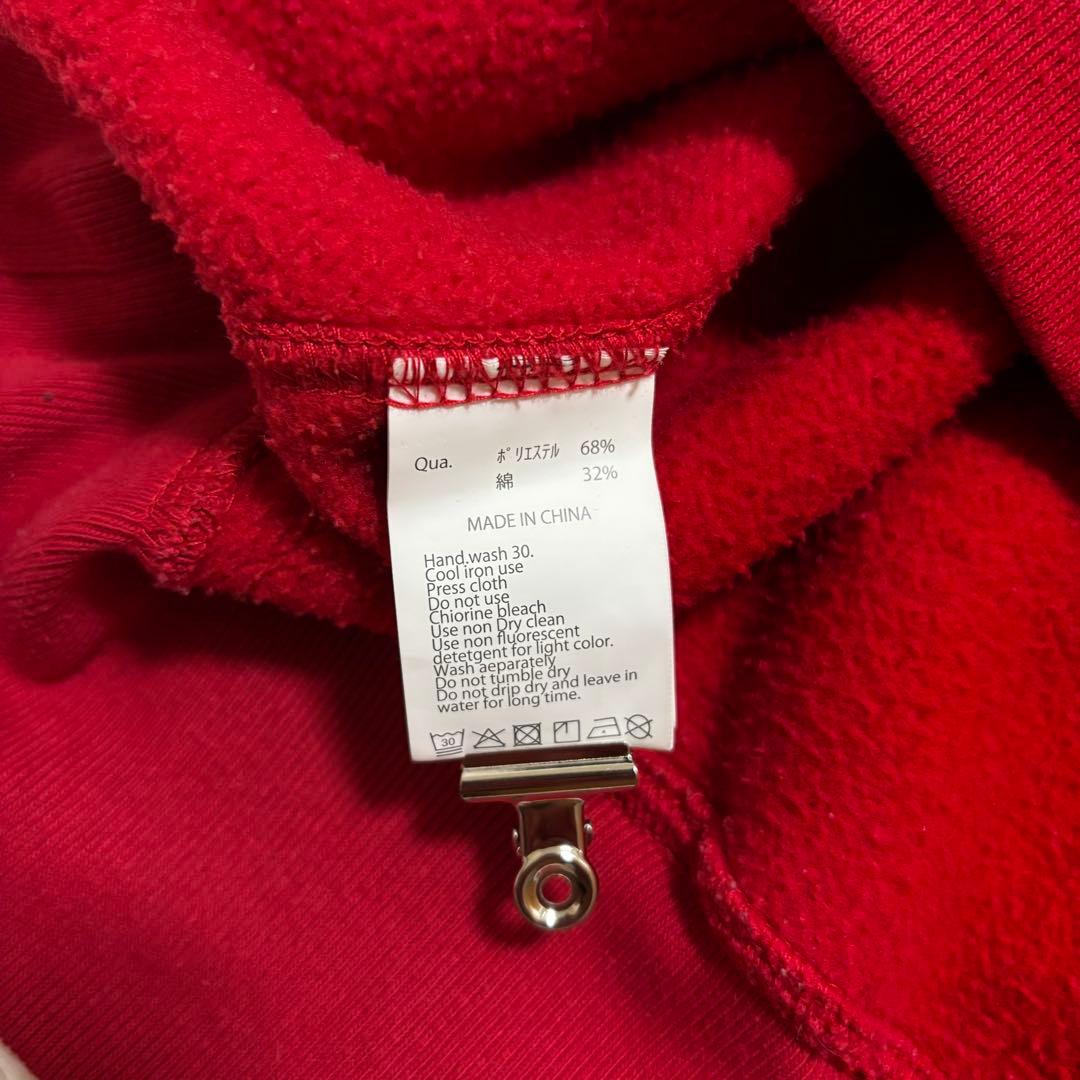 Qua. ポリエステル 68%
綿 32%
MADE IN CHINA
Hand.wash 30.
Cool iron use
Press cloth
Do not use
Chiorine bleach
Use non Dry clean
Use non fluorescent
detetgent for light color.
Wash aeparately
Do not tumble dry
Do not drip dry and leave in
water for long time.
30